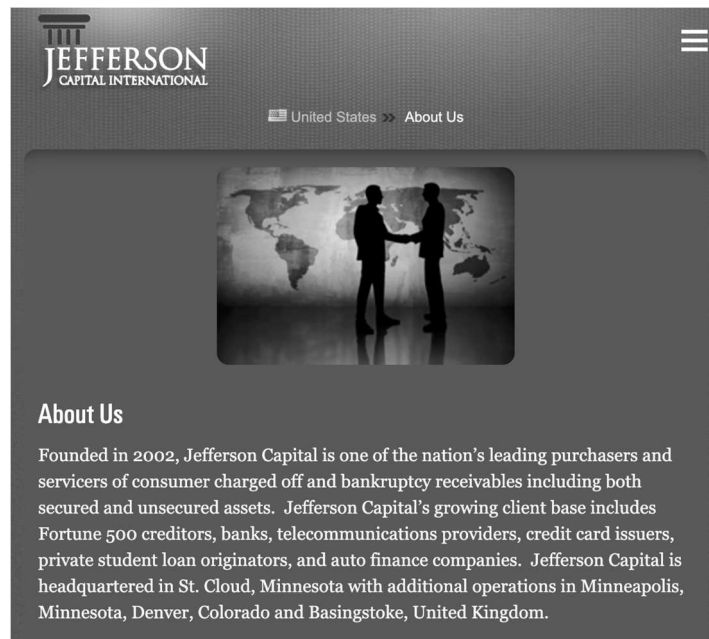 JEFFERSON
CAPITAL INTERNATIONAL
United States » About Us
About Us
Founded in 2002, Jefferson Capital is one of the nation’s leading purchasers and
servicers of consumer charged off and bankruptcy receivables including both
secured and unsecured assets.  Jefferson Capital’s growing client base includes
Fortune 500 creditors, banks, telecommunications providers, credit card issuers,
private student loan originators, and auto finance companies.  Jefferson Capital is
headquartered in St. Cloud, Minnesota with additional operations in Minneapolis,
Minnesota, Denver, Colorado and Basingstoke, United Kingdom.